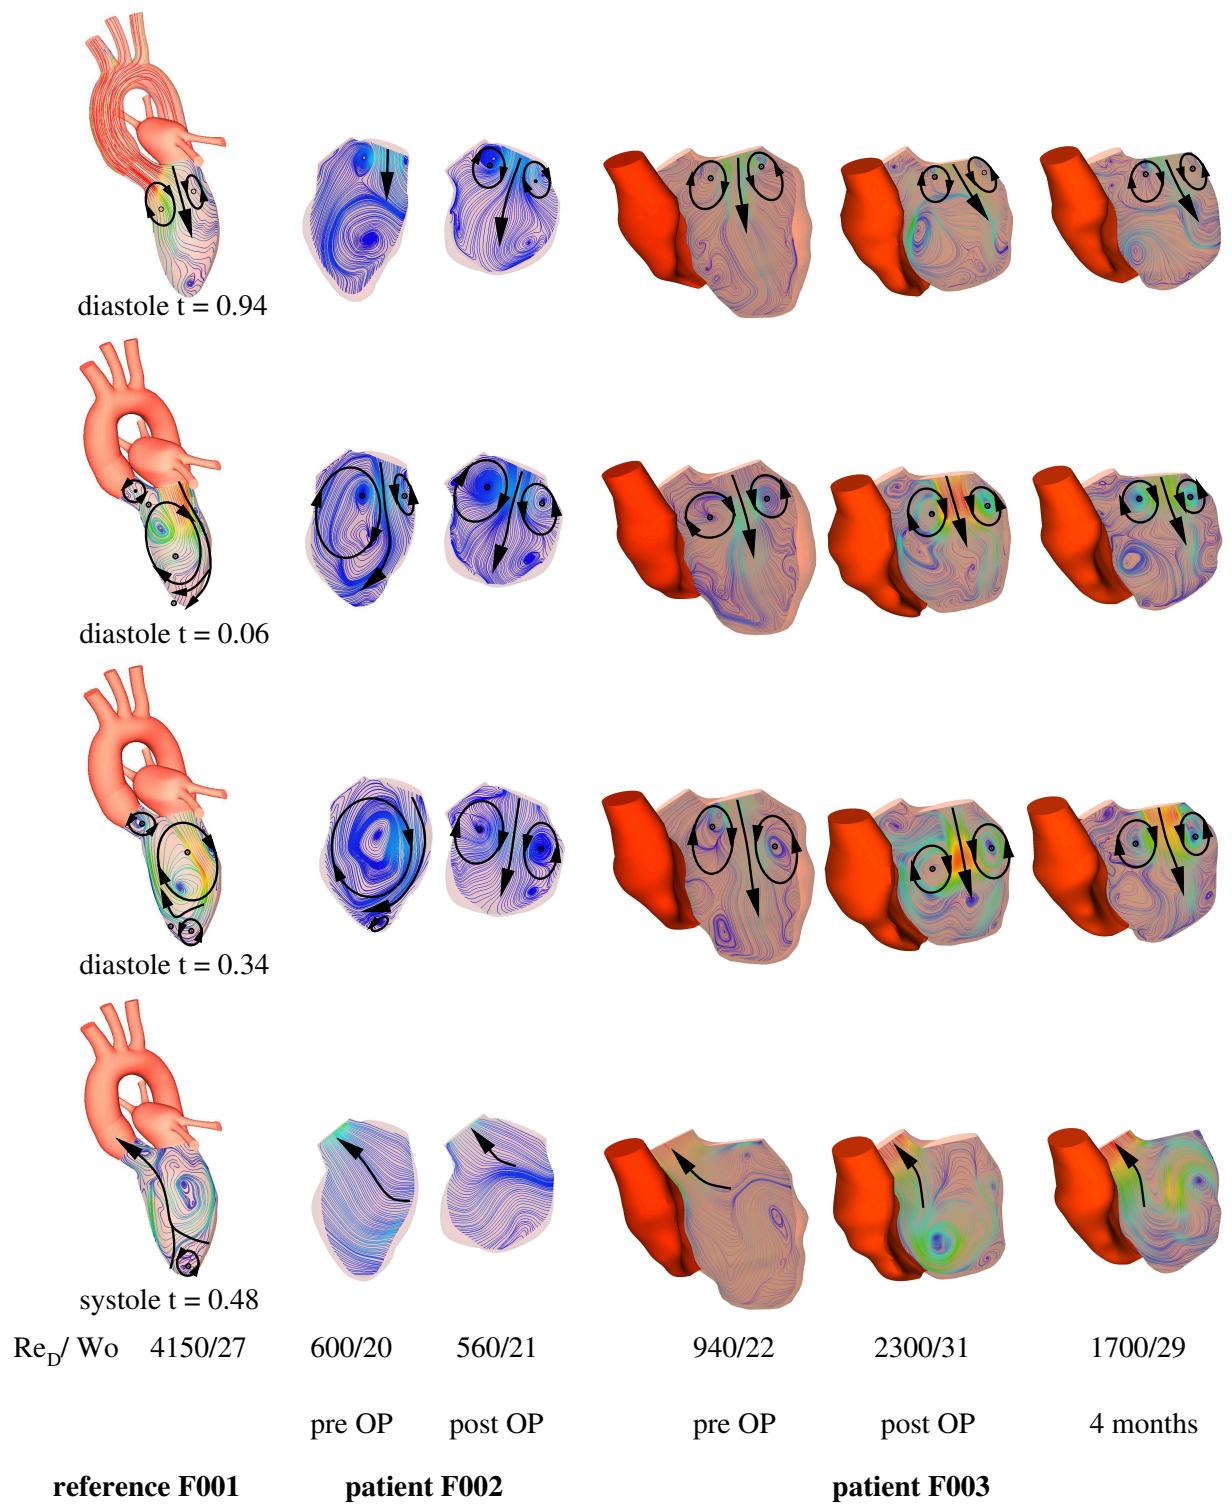 diastole t = 0.94
diastole t = 0.06
diastole t = 0.34
systole t = 0.48
Re_D/ Wo 4150/27 600/20 560/21 940/22 2300/31 1700/29
pre OP post OP pre OP post OP 4 months
reference F001 patient F002 patient F003